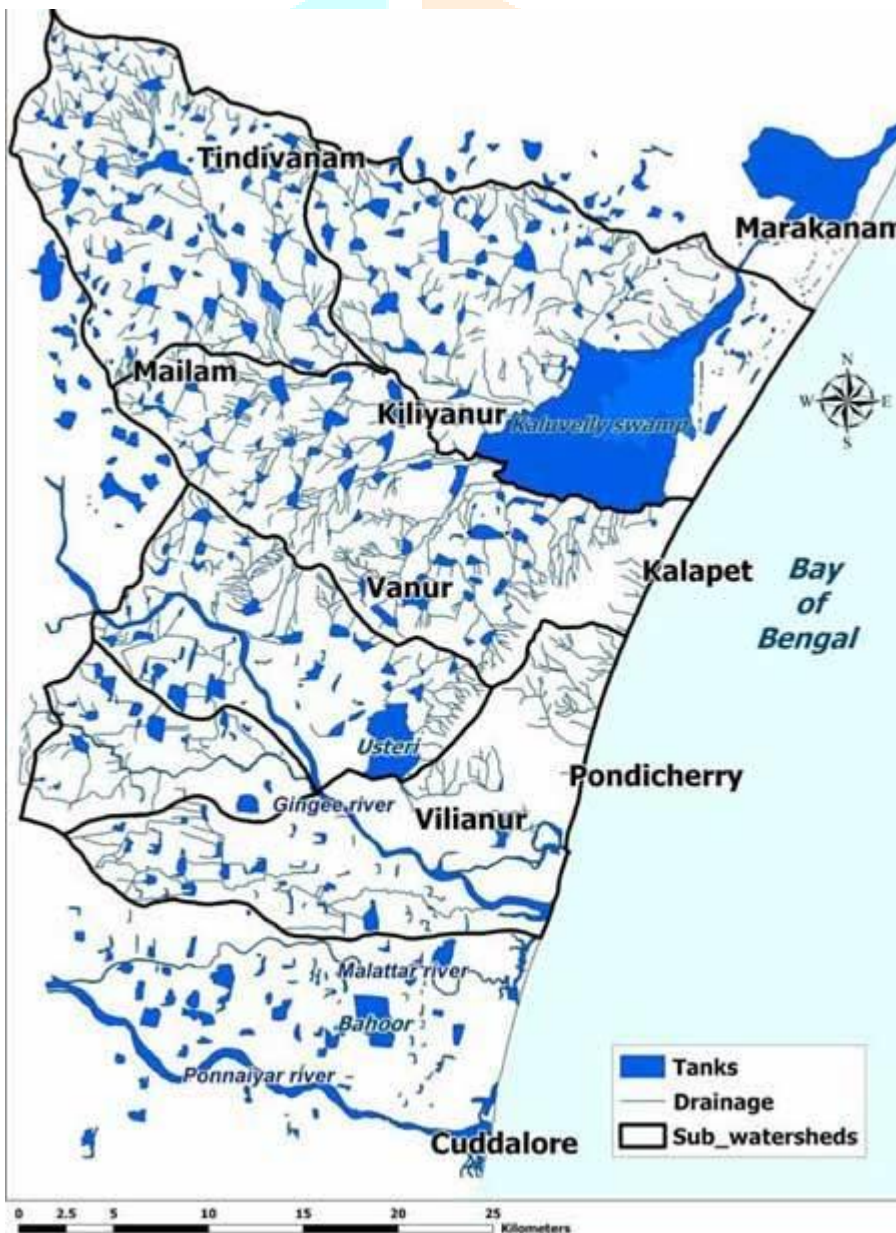 Tindivanam
Marakanam
Mailam
Kiliyanur
Kaluvelly swamp
N
W
E
S
+2
Vanur
Kalapet
Bay
of
Bengal
Usteri
Pondicherry
Gingee river
Vilianur
Malattar river
Bahoor
Ponnaiyar river
Cuddalore
Tanks
Drainage
Sub_watersheds
0 2.5 5 10 15 20 25
Kilometers